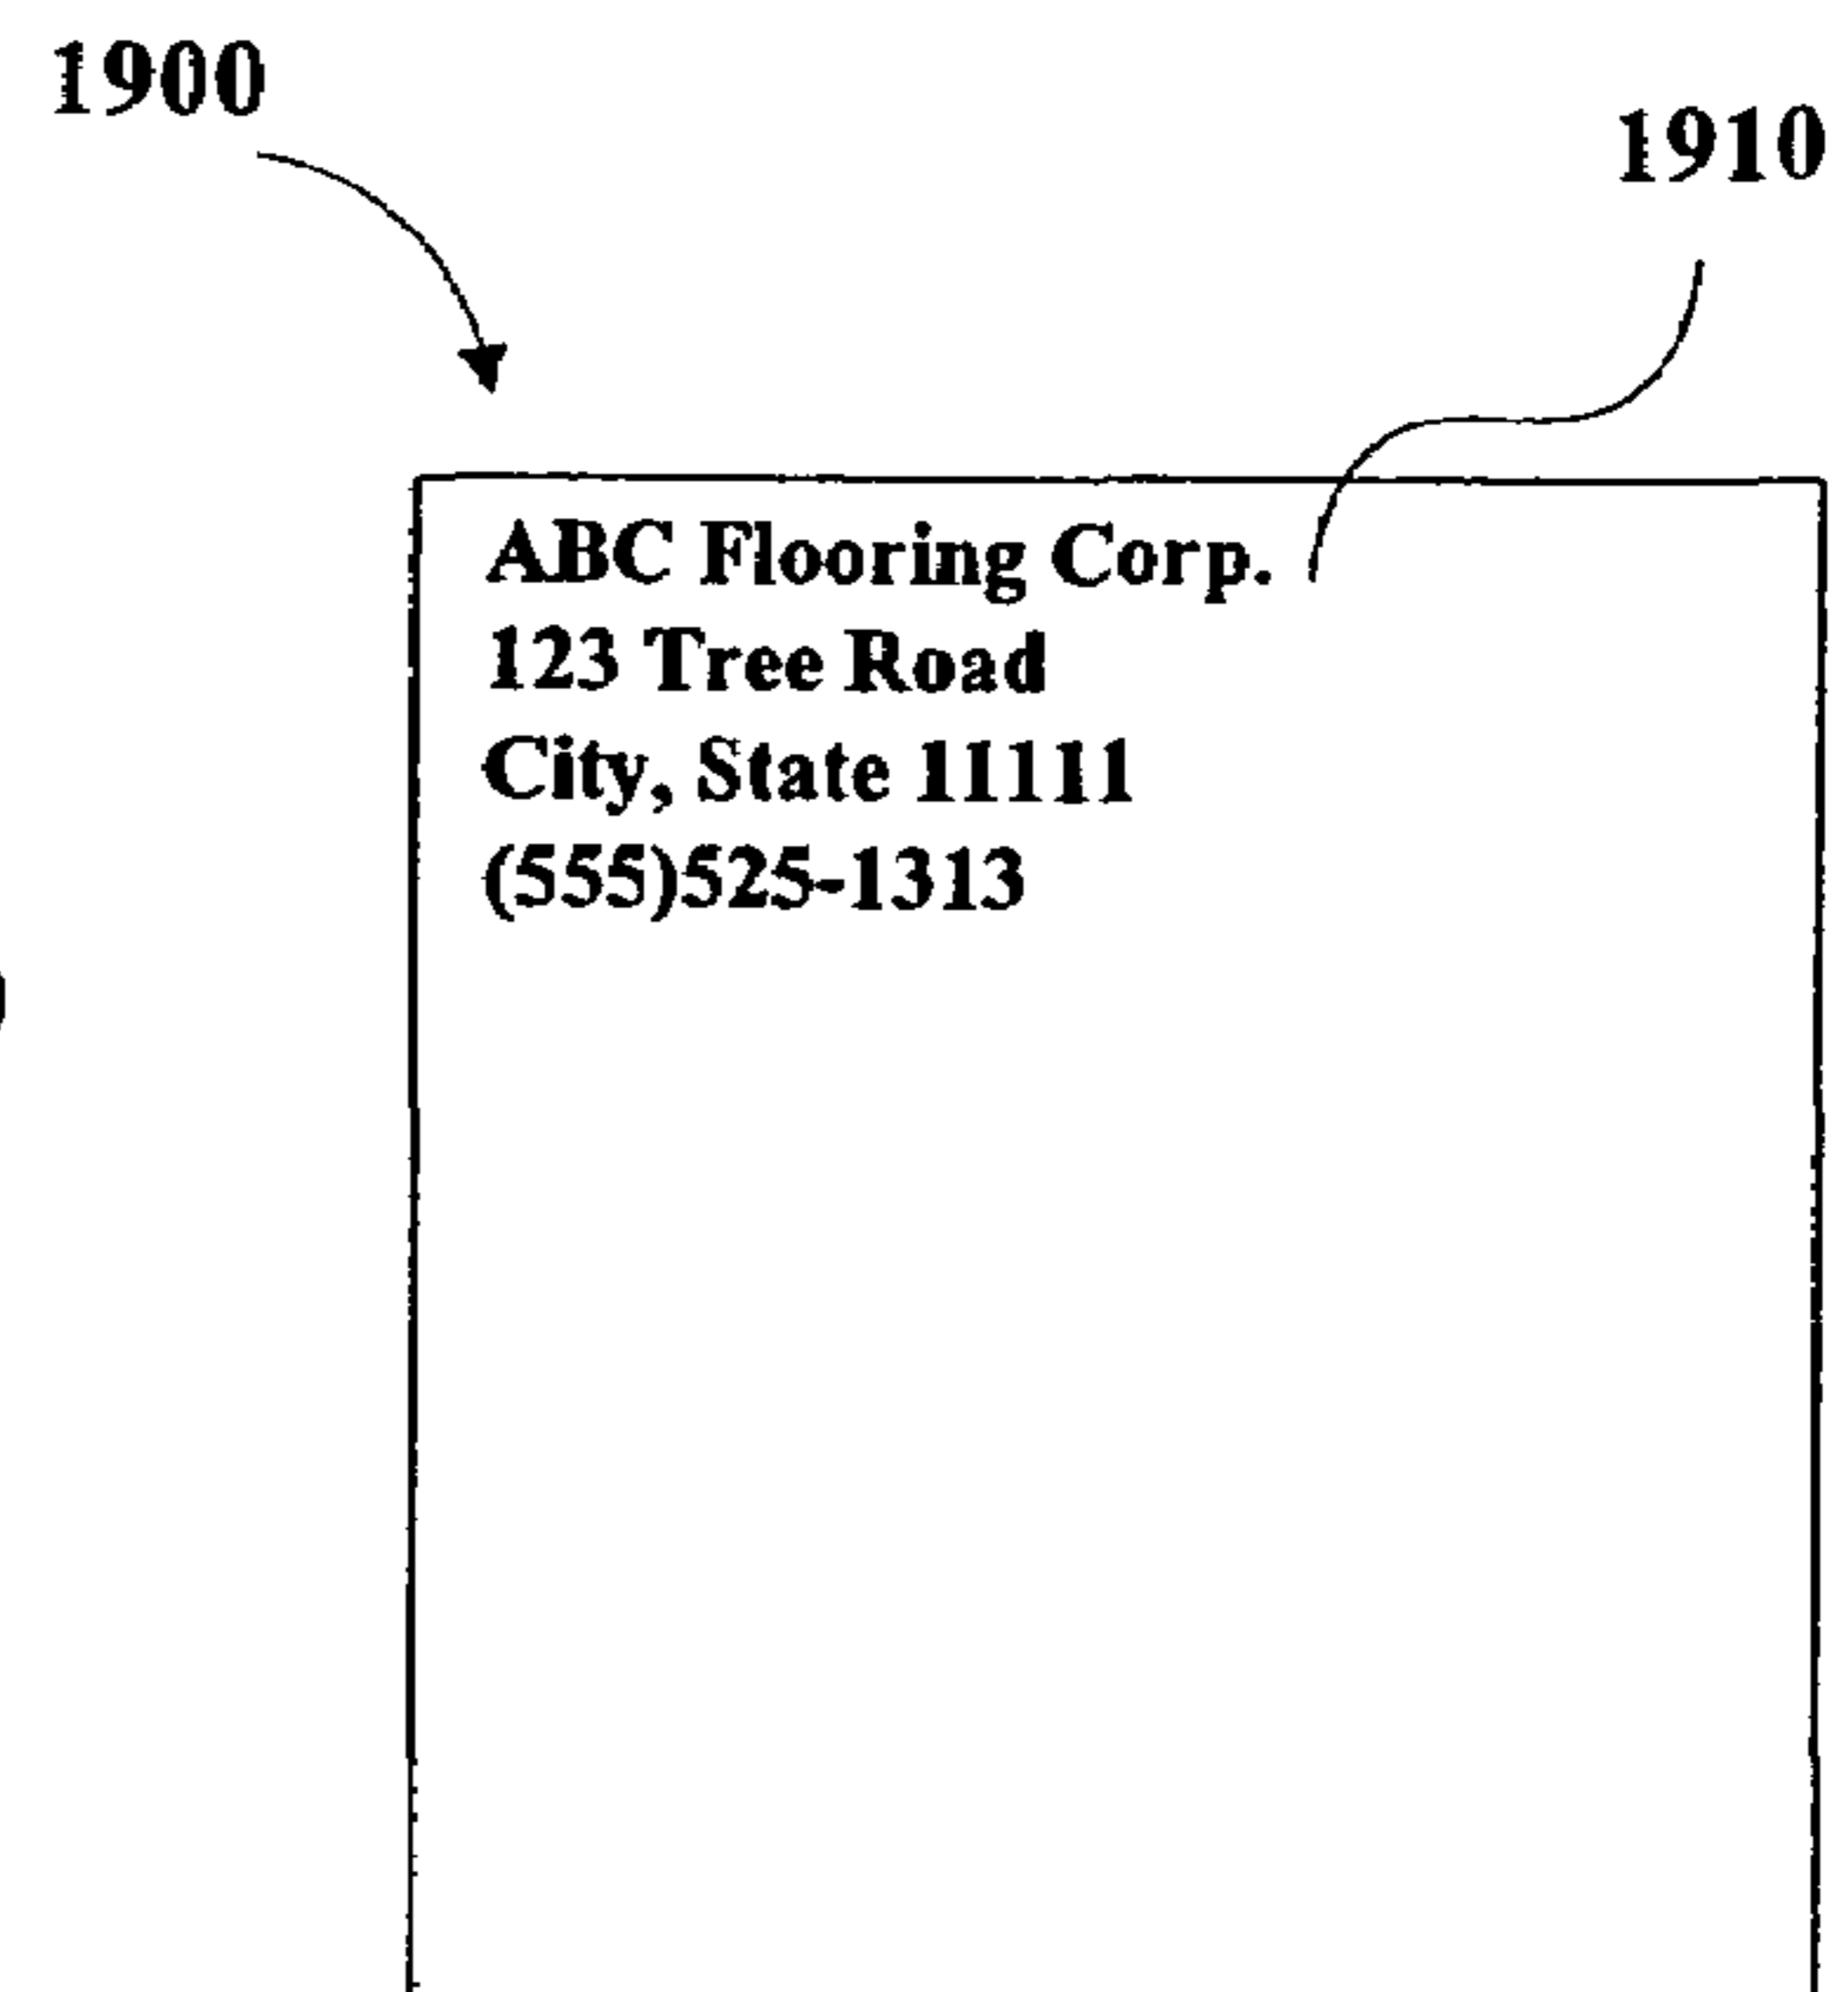 1900
1910
ABC Flooring Corp.
123 Tree Road
City, State 11111
(555)525-1313